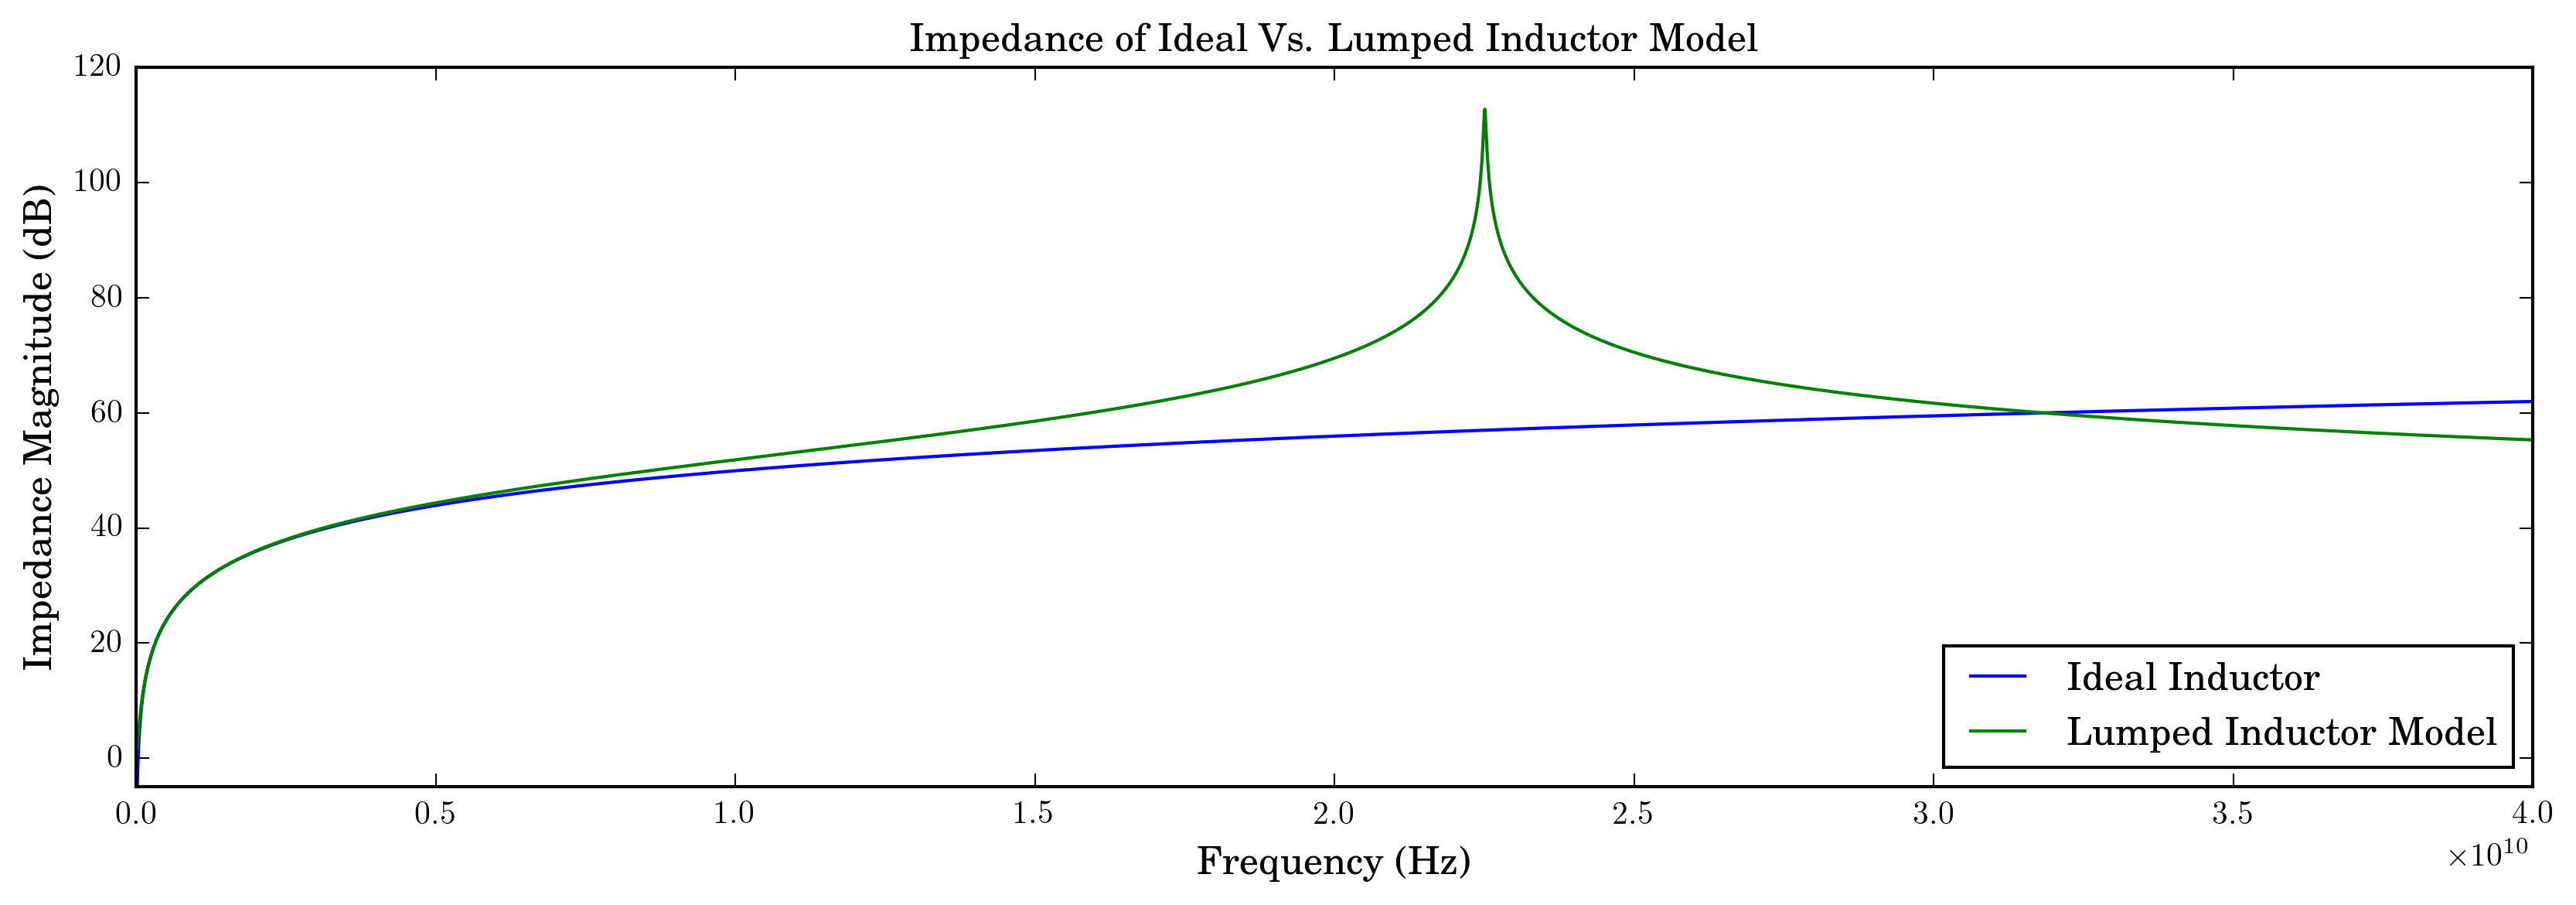 Impedance of Ideal Vs. Lumped Inductor Model
Impedance Magnitude (dB)
120
100
80
60
40
20
0
0.0 0.5 1.0 1.5 2.0 2.5 3.0 3.5 4.0
×10¹⁰
Frequency (Hz)
Ideal Inductor
Lumped Inductor Model